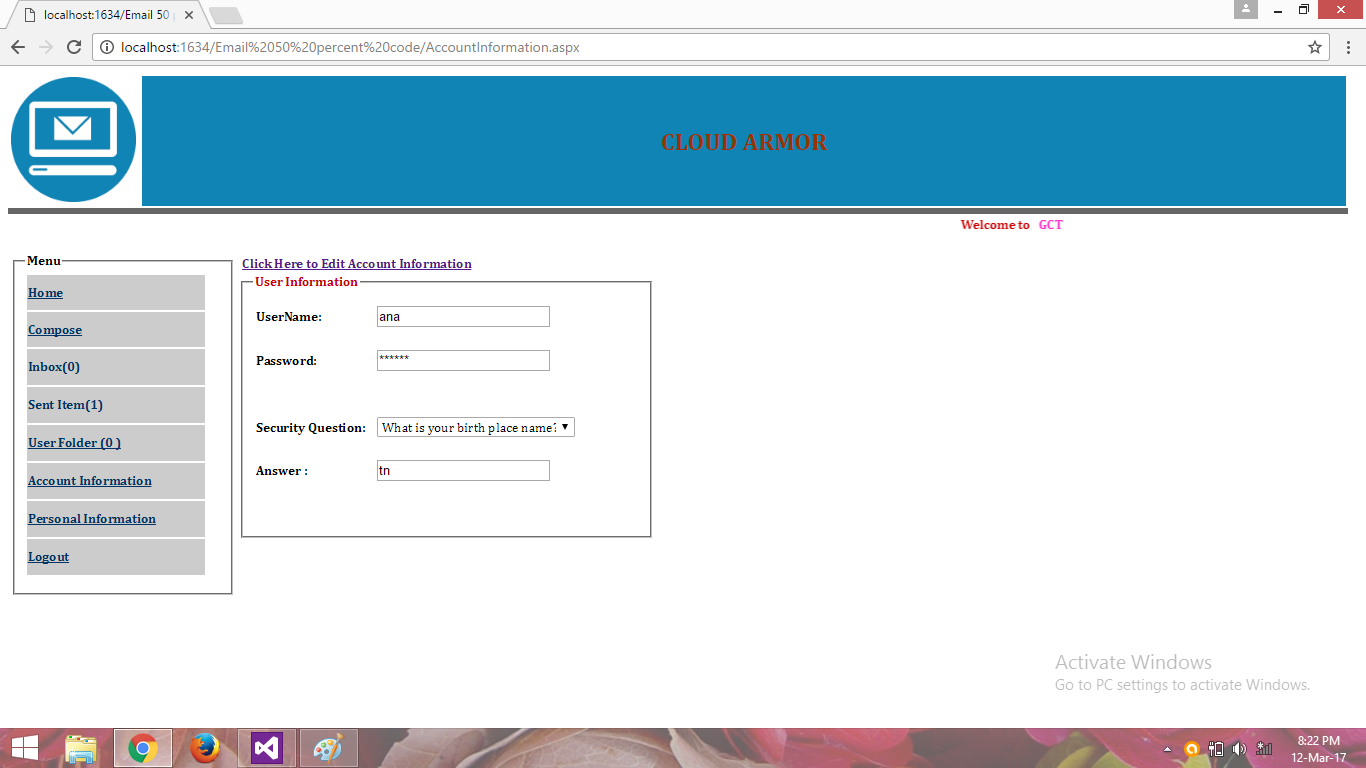 localhost:1634/Email 50
localhost:1634/Email%2050%20percent%20code/AccountInformation.aspx
CLOUD ARMOR
Welcome to GCT
Menu
Home
Compose
Inbox(0)
Sent Item(1)
User Folder (0 )
Account Information
Personal Information
Logout
Click Here to Edit Account Information
User Information
UserName: ana
Password: ******
Security Question: What is your birth place name?
Answer : tn
Activate Windows
Go to PC settings to activate Windows.
8:22 PM
12-Mar-17